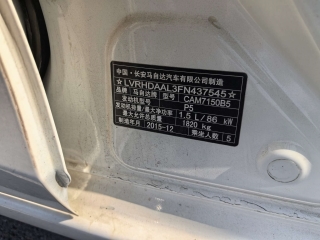 中国·长安马自达汽车有限公司制造
☆LVRHDAAL3FN437545☆
品牌 马自达牌 型号 CAM7150B5
发动机型号 P5
发动机排量/最大净功率 1.5 L/86 kW
最大允许总质量 1820 kg
制造年月 2015-12 乘坐人数 5